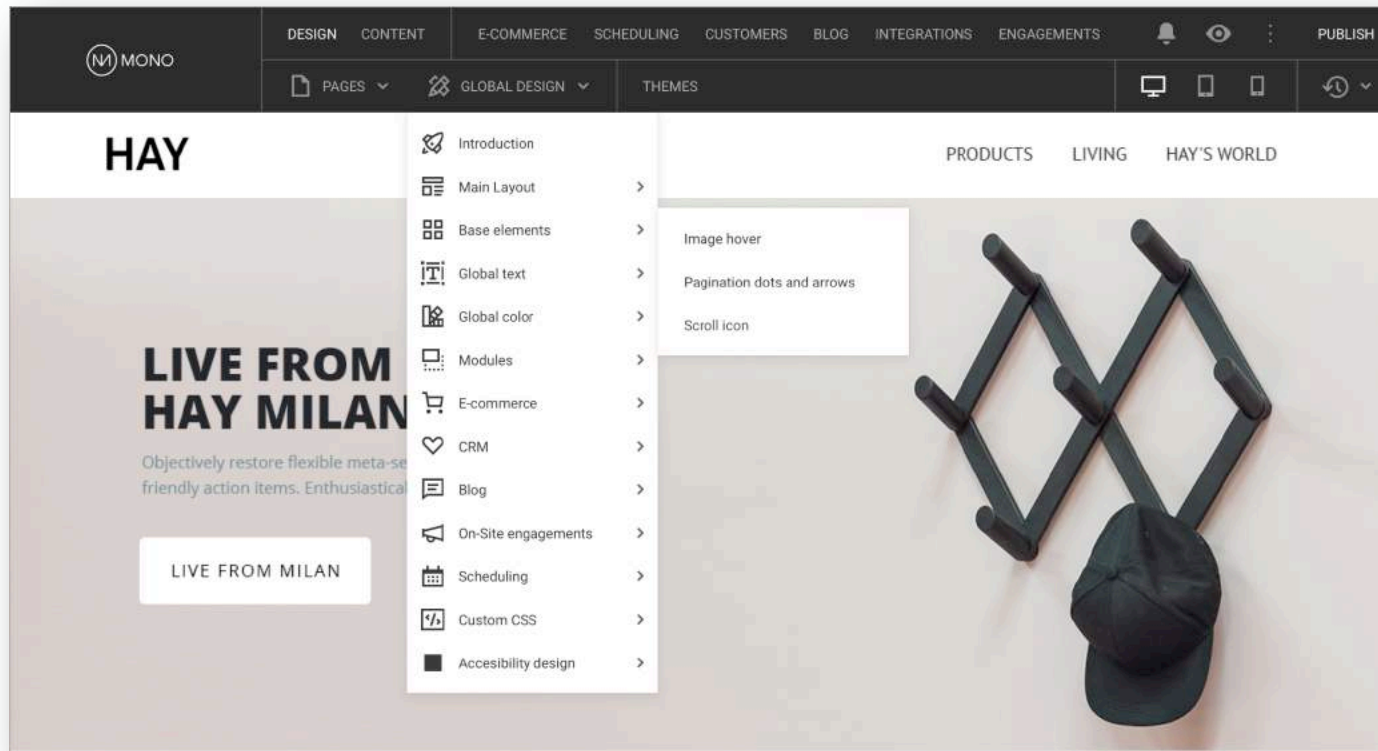 DESIGN CONTENT E-COMMERCE SCHEDULING CUSTOMERS BLOG INTEGRATIONS ENGAGEMENTS PUBLISH
MONO
PAGES GLOBAL DESIGN THEMES
HAY
PRODUCTS LIVING HAY'S WORLD
Introduction
Main Layout
Base elements
Global text
Global color
Modules
E-commerce
CRM
Blog
On-Site engagements
Scheduling
Custom CSS
Accesibility design
Image hover
Pagination dots and arrows
Scroll icon
LIVE FROM
HAY MILAN
Objectively restore flexible meta-se
friendly action items. Enthusiastical
LIVE FROM MILAN